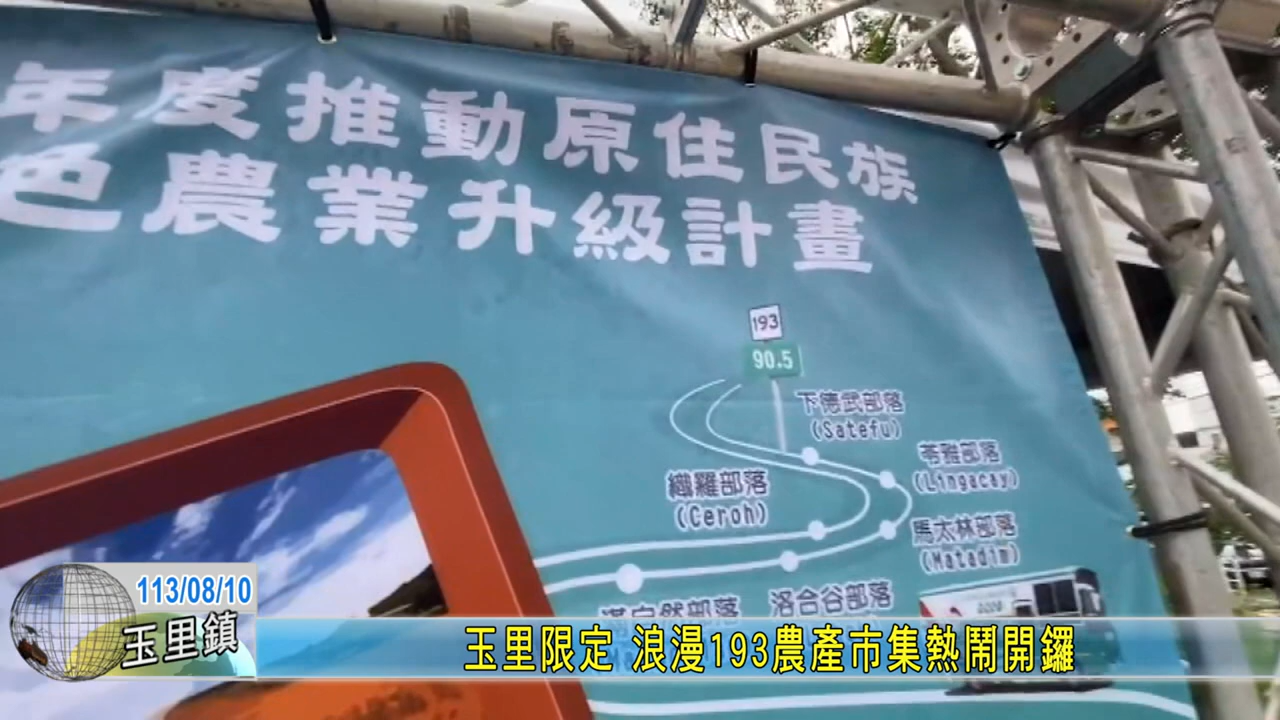 年度推動原住民族
色農業升級計畫
193
90.5
下德武部落
(Satefu)
苓雅部落
(Lingacay)
織羅部落
(Ceroh)
馬太林部落
(Matadim)
洛合谷部落
113/08/10
玉里鎮
玉里限定 浪漫193農產市集熱鬧開鑼